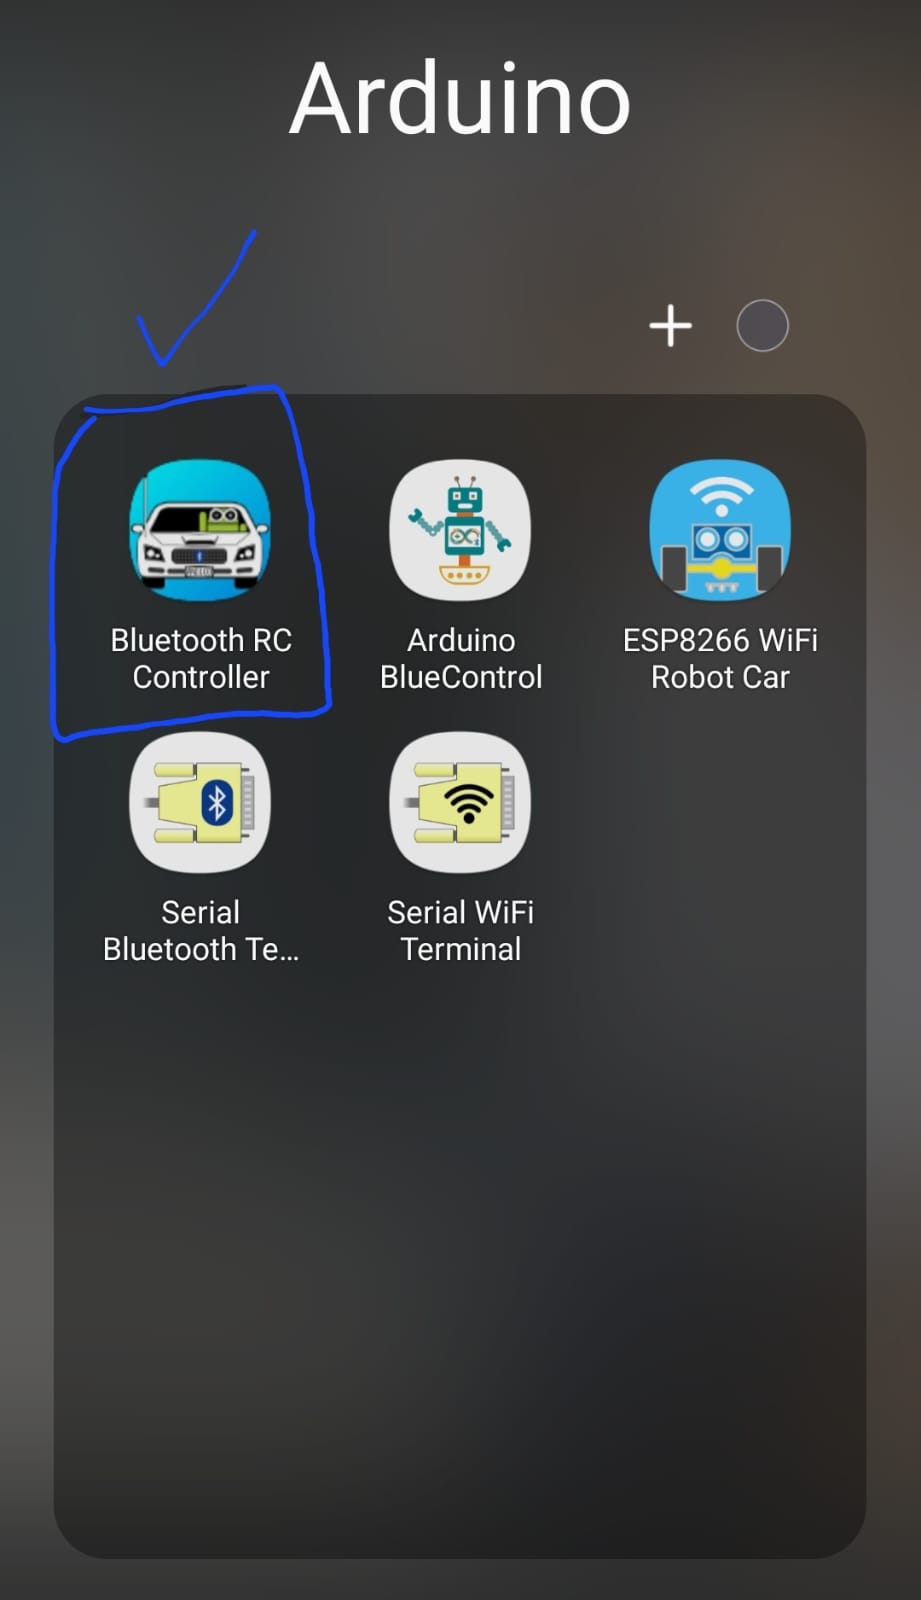 Arduino
Bluetooth RC
Controller
Arduino
BlueControl
ESP8266 WiFi
Robot Car
Serial
Bluetooth Te...
Serial WiFi
Terminal